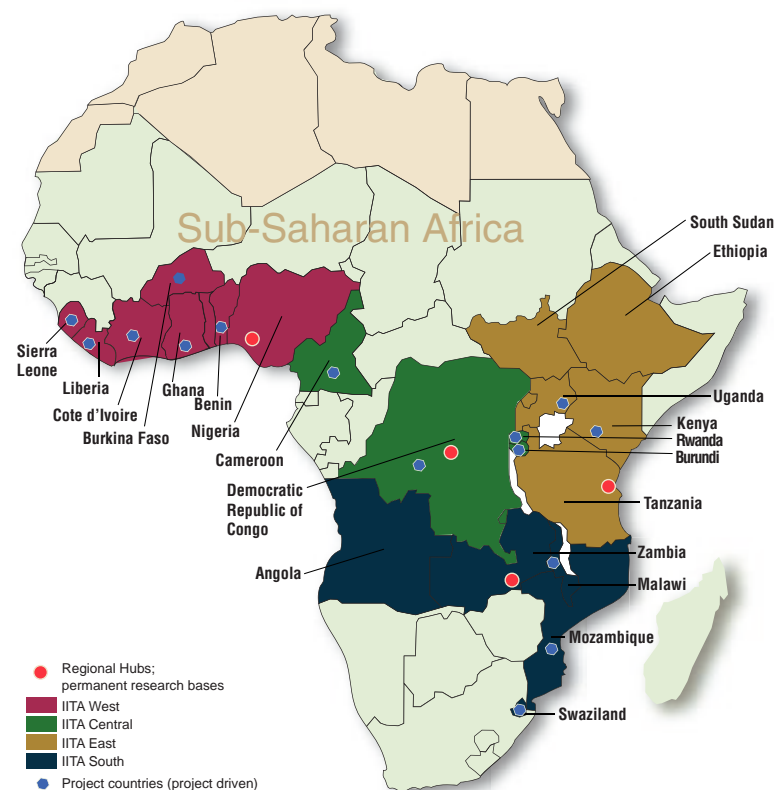 Sub-Saharan Africa
South Sudan
Ethiopia
Sierra
Leone
Liberia
Cote d'Ivoire
Burkina Faso
Ghana
Benin
Nigeria
Cameroon
Democratic
Republic of
Congo
Angola
Uganda
Kenya
Rwanda
Burundi
Tanzania
Zambia
Malawi
Mozambique
Swaziland
Regional Hubs;
permanent research bases
IITA West
IITA Central
IITA East
IITA South
Project countries (project driven)